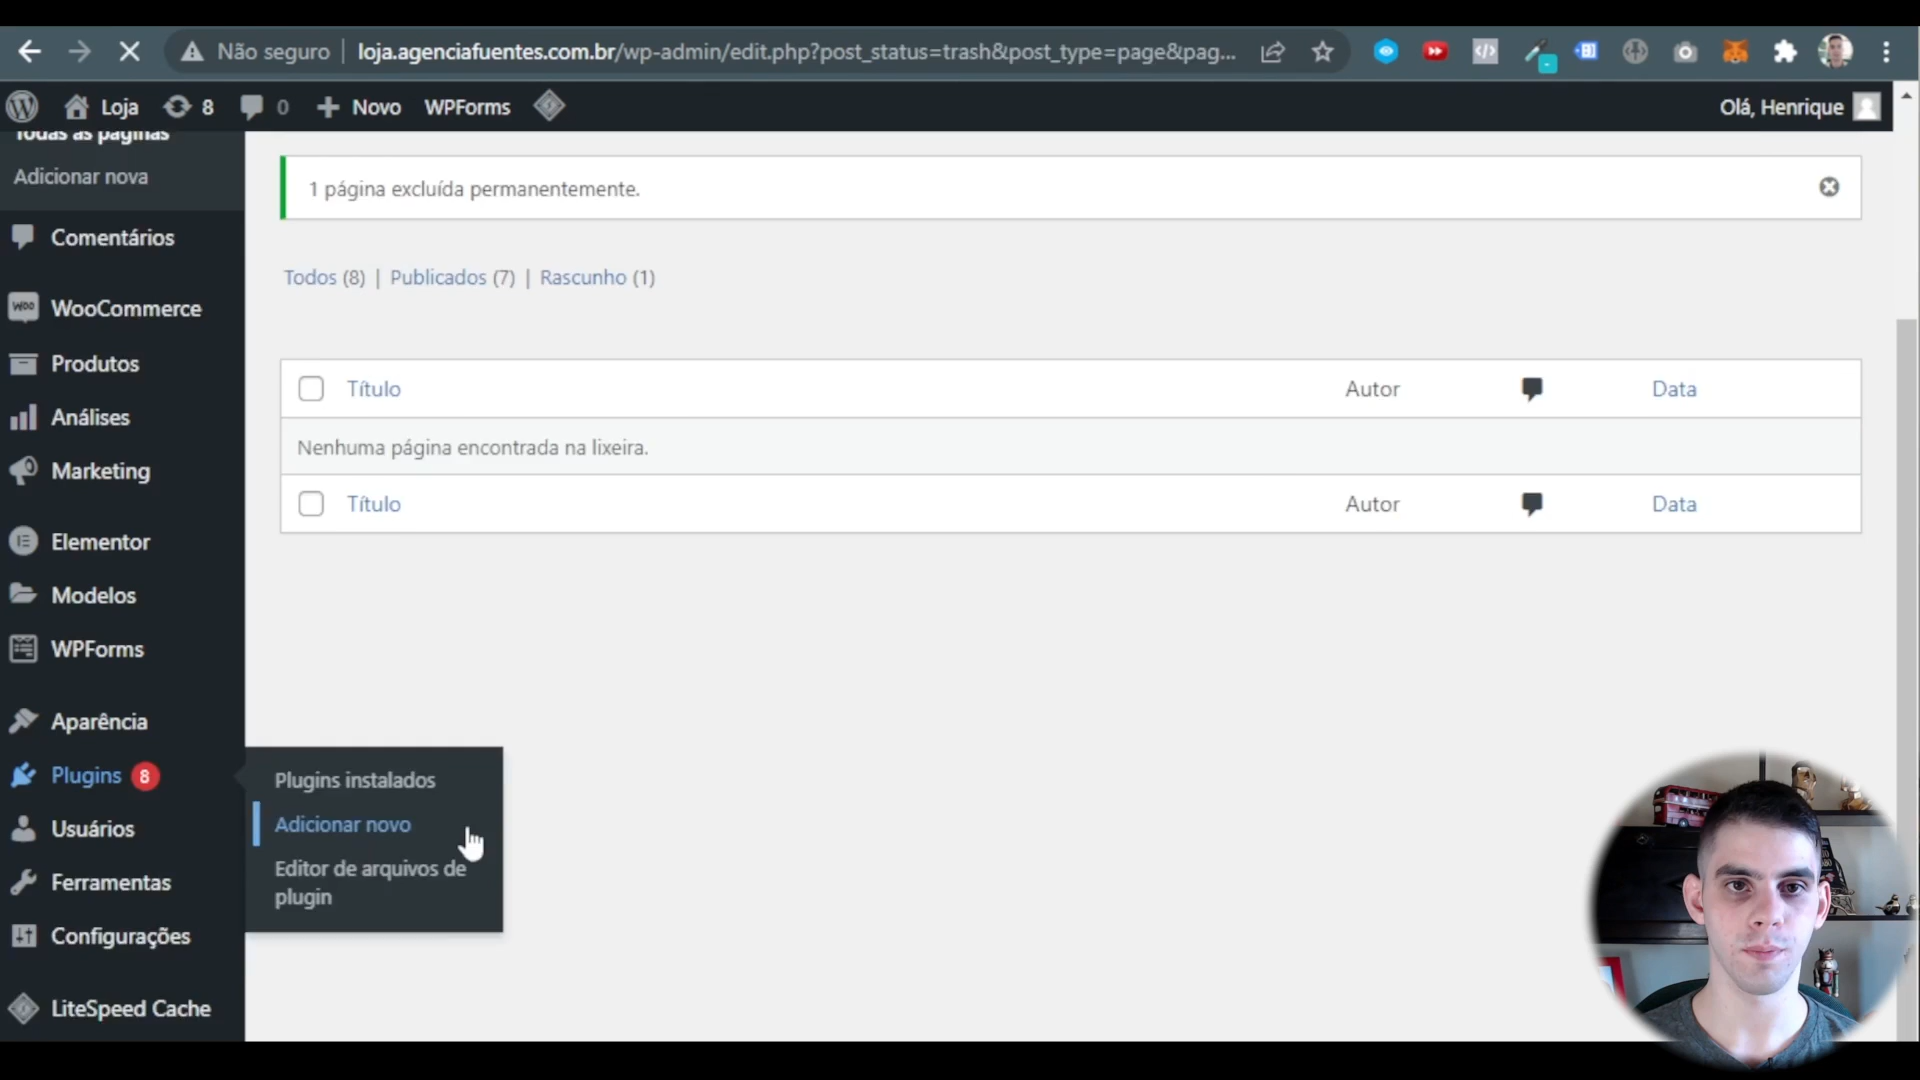 Não seguro
loja.agenciafuentes.com.br/wp-admin/edit.php?post_status=trash&post_type=page&pag...
Loja
8
0
Novo
WPForms
Olá, Henrique
Todas as páginas
Adicionar nova
Comentários
WooCommerce
Produtos
Análises
Marketing
Elementor
Modelos
WPForms
Aparência
Plugins 8
Usuários
Ferramentas
Configurações
LiteSpeed Cache
Plugins instalados
Adicionar novo
Editor de arquivos de
plugin
1 página excluída permanentemente.
Todos (8) | Publicados (7) | Rascunho (1)
Título Autor Data
Nenhuma página encontrada na lixeira.
Título Autor Data